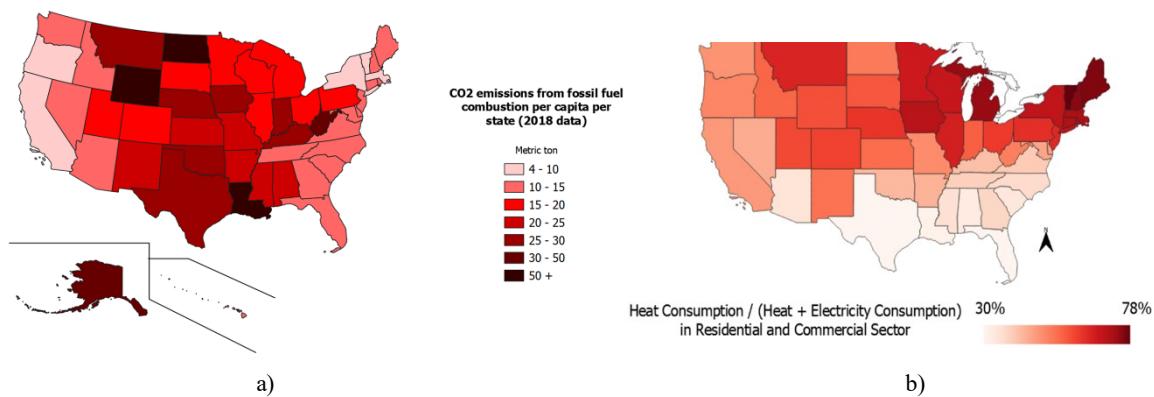 CO2 emissions from fossil fuel
combustion per capita per
state (2018 data)
Metric ton
4 - 10
10 - 15
15 - 20
20 - 25
25 - 30
30 - 50
50 +
a)
N
Heat Consumption / (Heat + Electricity Consumption)
in Residential and Commercial Sector
30%
78%
b)